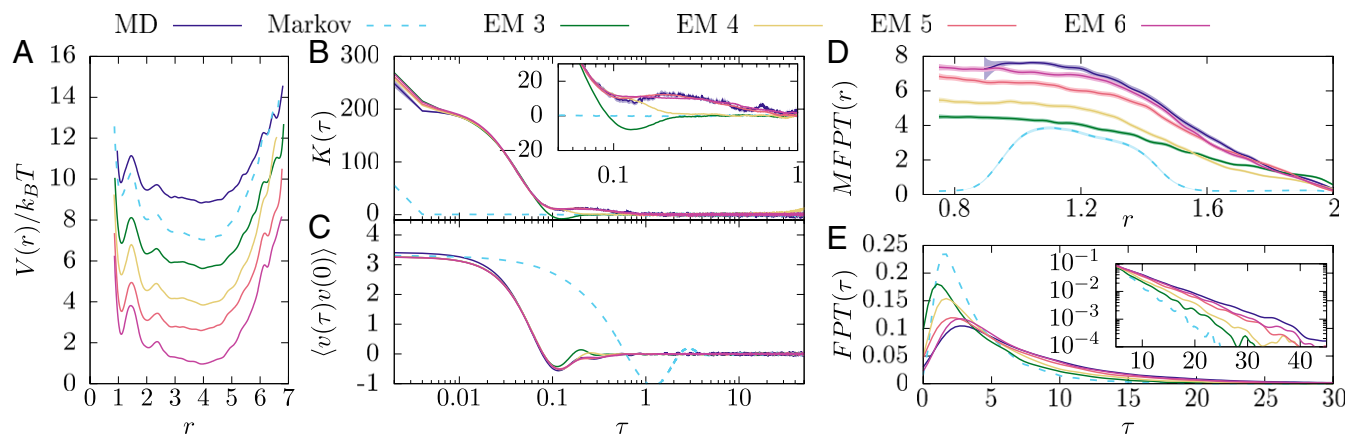 MD Markov EM 3 EM 4 EM 5 EM 6
A
16
14
12
10
8
6
4
2
0
V(r)/k_BT
0 1 2 3 4 5 6 7
r
B
300
200
100
0
K(τ)
20
0
−20
0.1 1
C
4
3
2
1
0
-1
⟨v(τ)v(0)⟩
0.01 0.1 1 10
τ
D
8
6
4
2
0
MFPT(r)
0.8 1.2 1.6 2
r
E
0.25
0.2
0.15
0.1
0.05
0
FPT(τ)
10⁻¹
10⁻²
10⁻³
10⁻⁴
10 20 30 40
0 5 10 15 20 25 30
τ